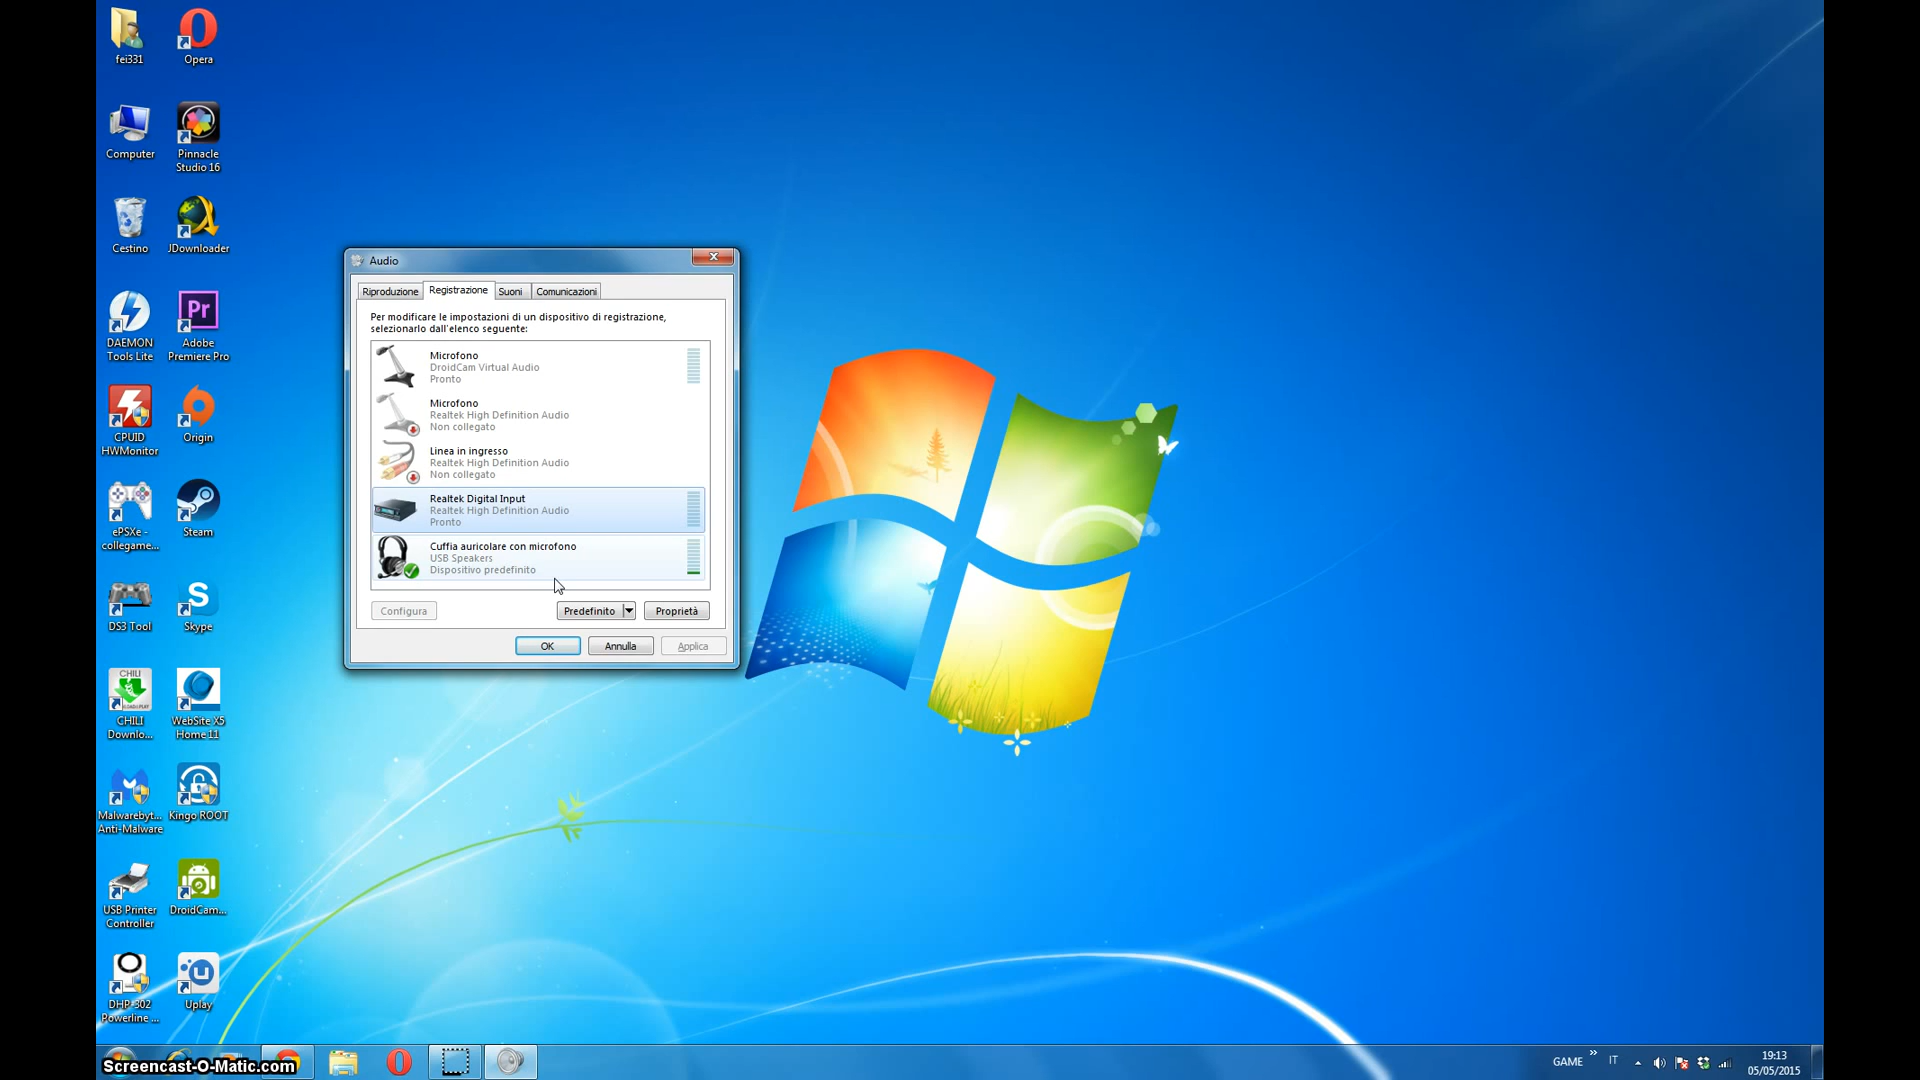 fei331
Opera
Computer
Pinnacle
Studio 16
Cestino
JDownloader
DAEMON
Tools Lite
Pr
Adobe
Premiere Pro
CPUID
HWMonitor
Origin
ePSXe -
collegame...
Steam
DS3 Tool
S
Skype
CHILI
CHILI
Downlo...
WebSite X5
Home 11
Malwarebyt...
Anti-Malware
Kingo ROOT
USB Printer
Controller
DroidCam...
DHP-302
Powerline ...
Uplay
Audio
Riproduzione
Registrazione
Suoni
Comunicazioni
Per modificare le impostazioni di un dispositivo di registrazione,
selezionarlo dall'elenco seguente:
Microfono
DroidCam Virtual Audio
Pronto
Microfono
Realtek High Definition Audio
Non collegato
Linea in ingresso
Realtek High Definition Audio
Non collegato
Realtek Digital Input
Realtek High Definition Audio
Pronto
Cuffia auricolare con microfono
USB Speakers
Dispositivo predefinito
Configura
Predefinito
Proprietà
OK
Annulla
Applica
Screencast-O-Matic.com
GAME
IT
19:13
05/05/2015